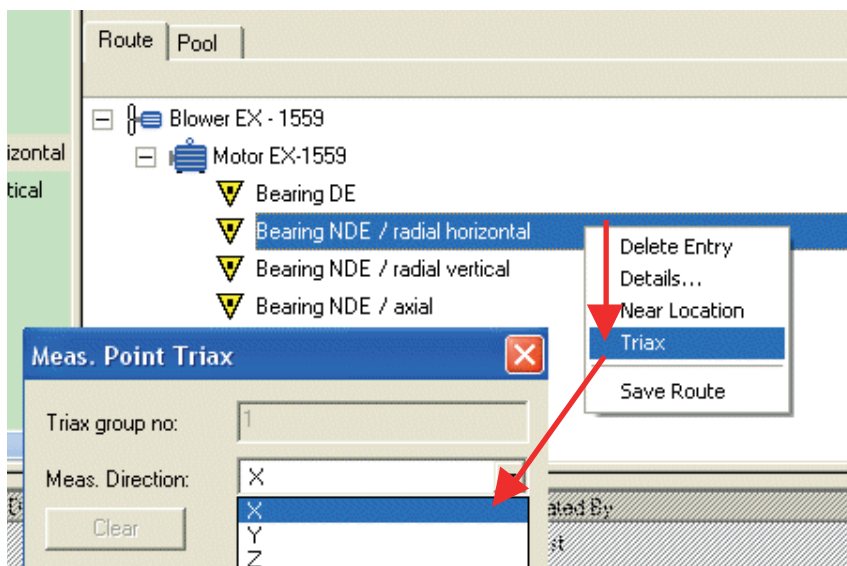 Route Pool
Blower EX - 1559
izontal
Motor EX-1559
tical
Bearing DE
Bearing NDE / radial horizontal
Bearing NDE / radial vertical
Bearing NDE / axial
Delete Entry
Details...
Near Location
Triax
Save Route
Meas. Point Triax
Triax group no: 1
Meas. Direction: X
X
Y
Z
Clear
ated By
st